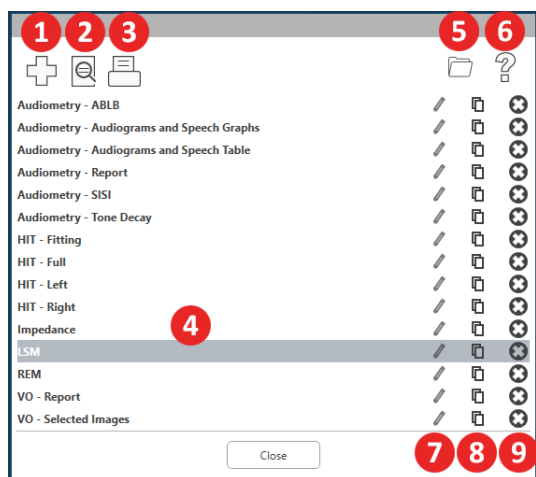 1 2 3 5 6
?
Audiometry - ABLB
Audiometry - Audiograms and Speech Graphs
Audiometry - Audiograms and Speech Table
Audiometry - Report
Audiometry - SISI
Audiometry - Tone Decay
HIT - Fitting
HIT - Full
HIT - Left
HIT - Right
Impedance 4
LSM
REM
VO - Report
VO - Selected Images
Close 7 8 9